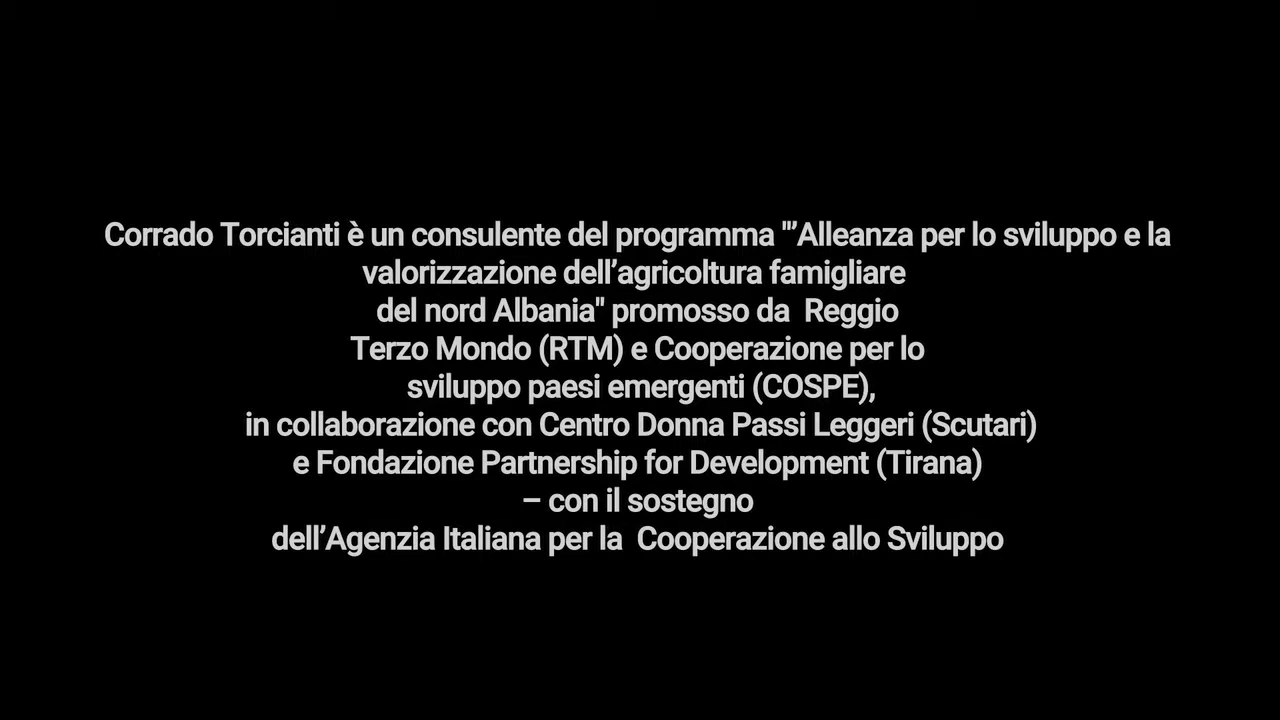 Corrado Torcianti è un consulente del programma "’Alleanza per lo sviluppo e la
valorizzazione dell’agricoltura famigliare
del nord Albania" promosso da  Reggio
Terzo Mondo (RTM) e Cooperazione per lo
sviluppo paesi emergenti (COSPE),
in collaborazione con Centro Donna Passi Leggeri (Scutari)
e Fondazione Partnership for Development (Tirana)
– con il sostegno
dell’Agenzia Italiana per la  Cooperazione allo Sviluppo